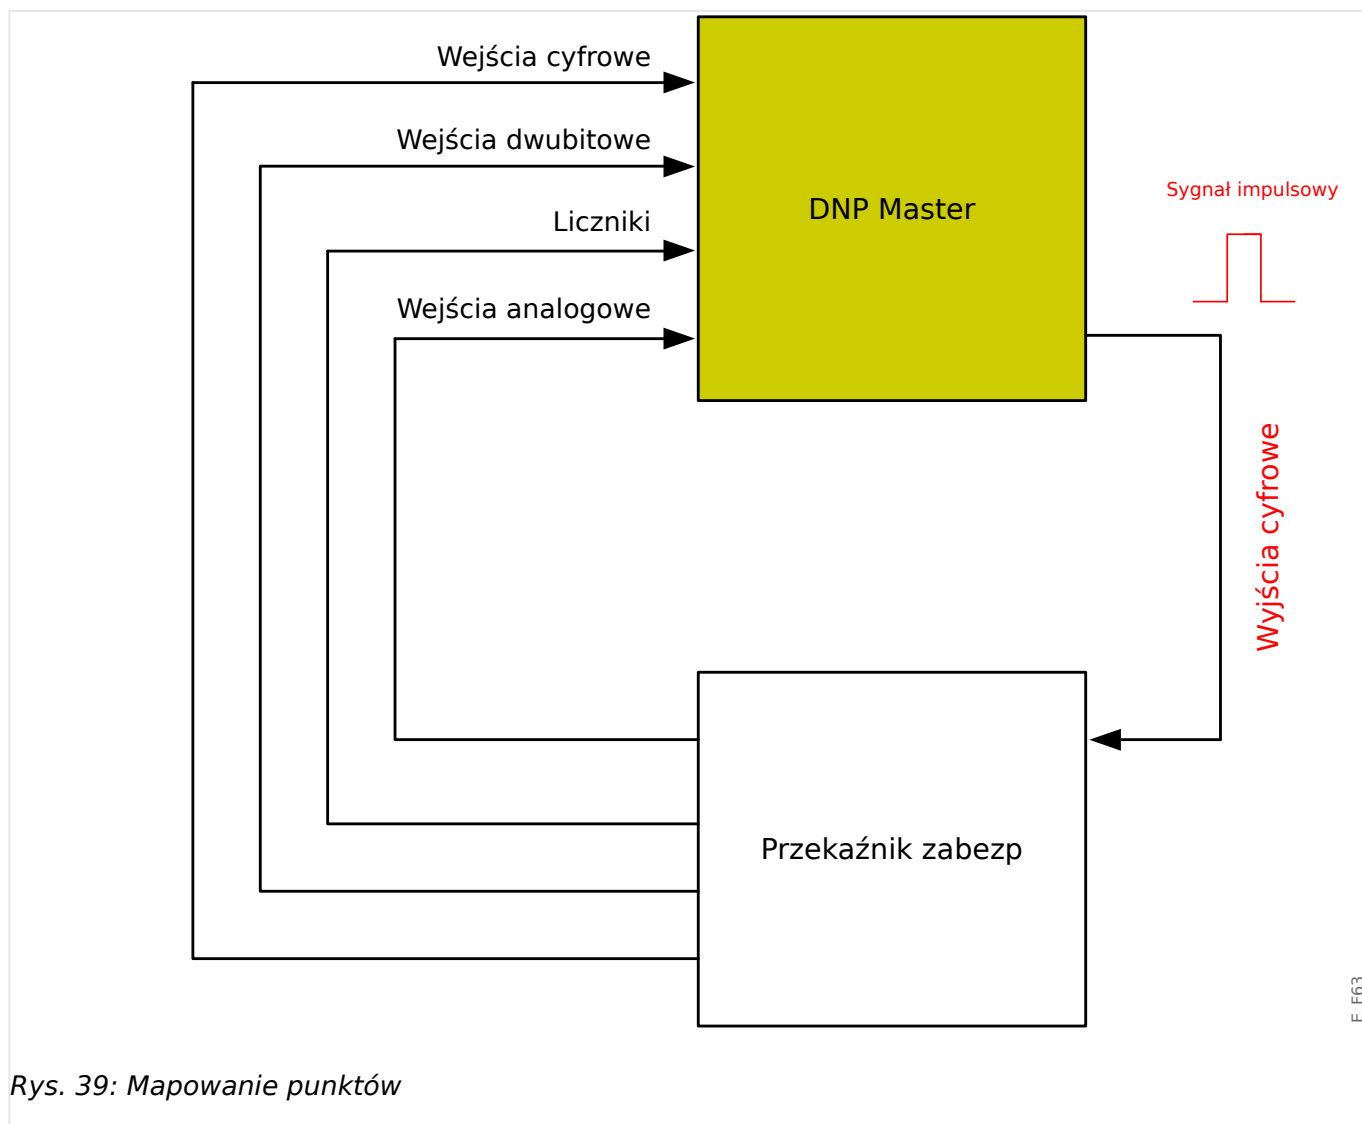 Wejścia cyfrowe
Wejścia dwubitowe
Liczniki
Wejścia analogowe
DNP Master
Sygnał impulsowy
Wyjścia cyfrowe
Przekaźnik zabezp
Rys. 39: Mapowanie punktów